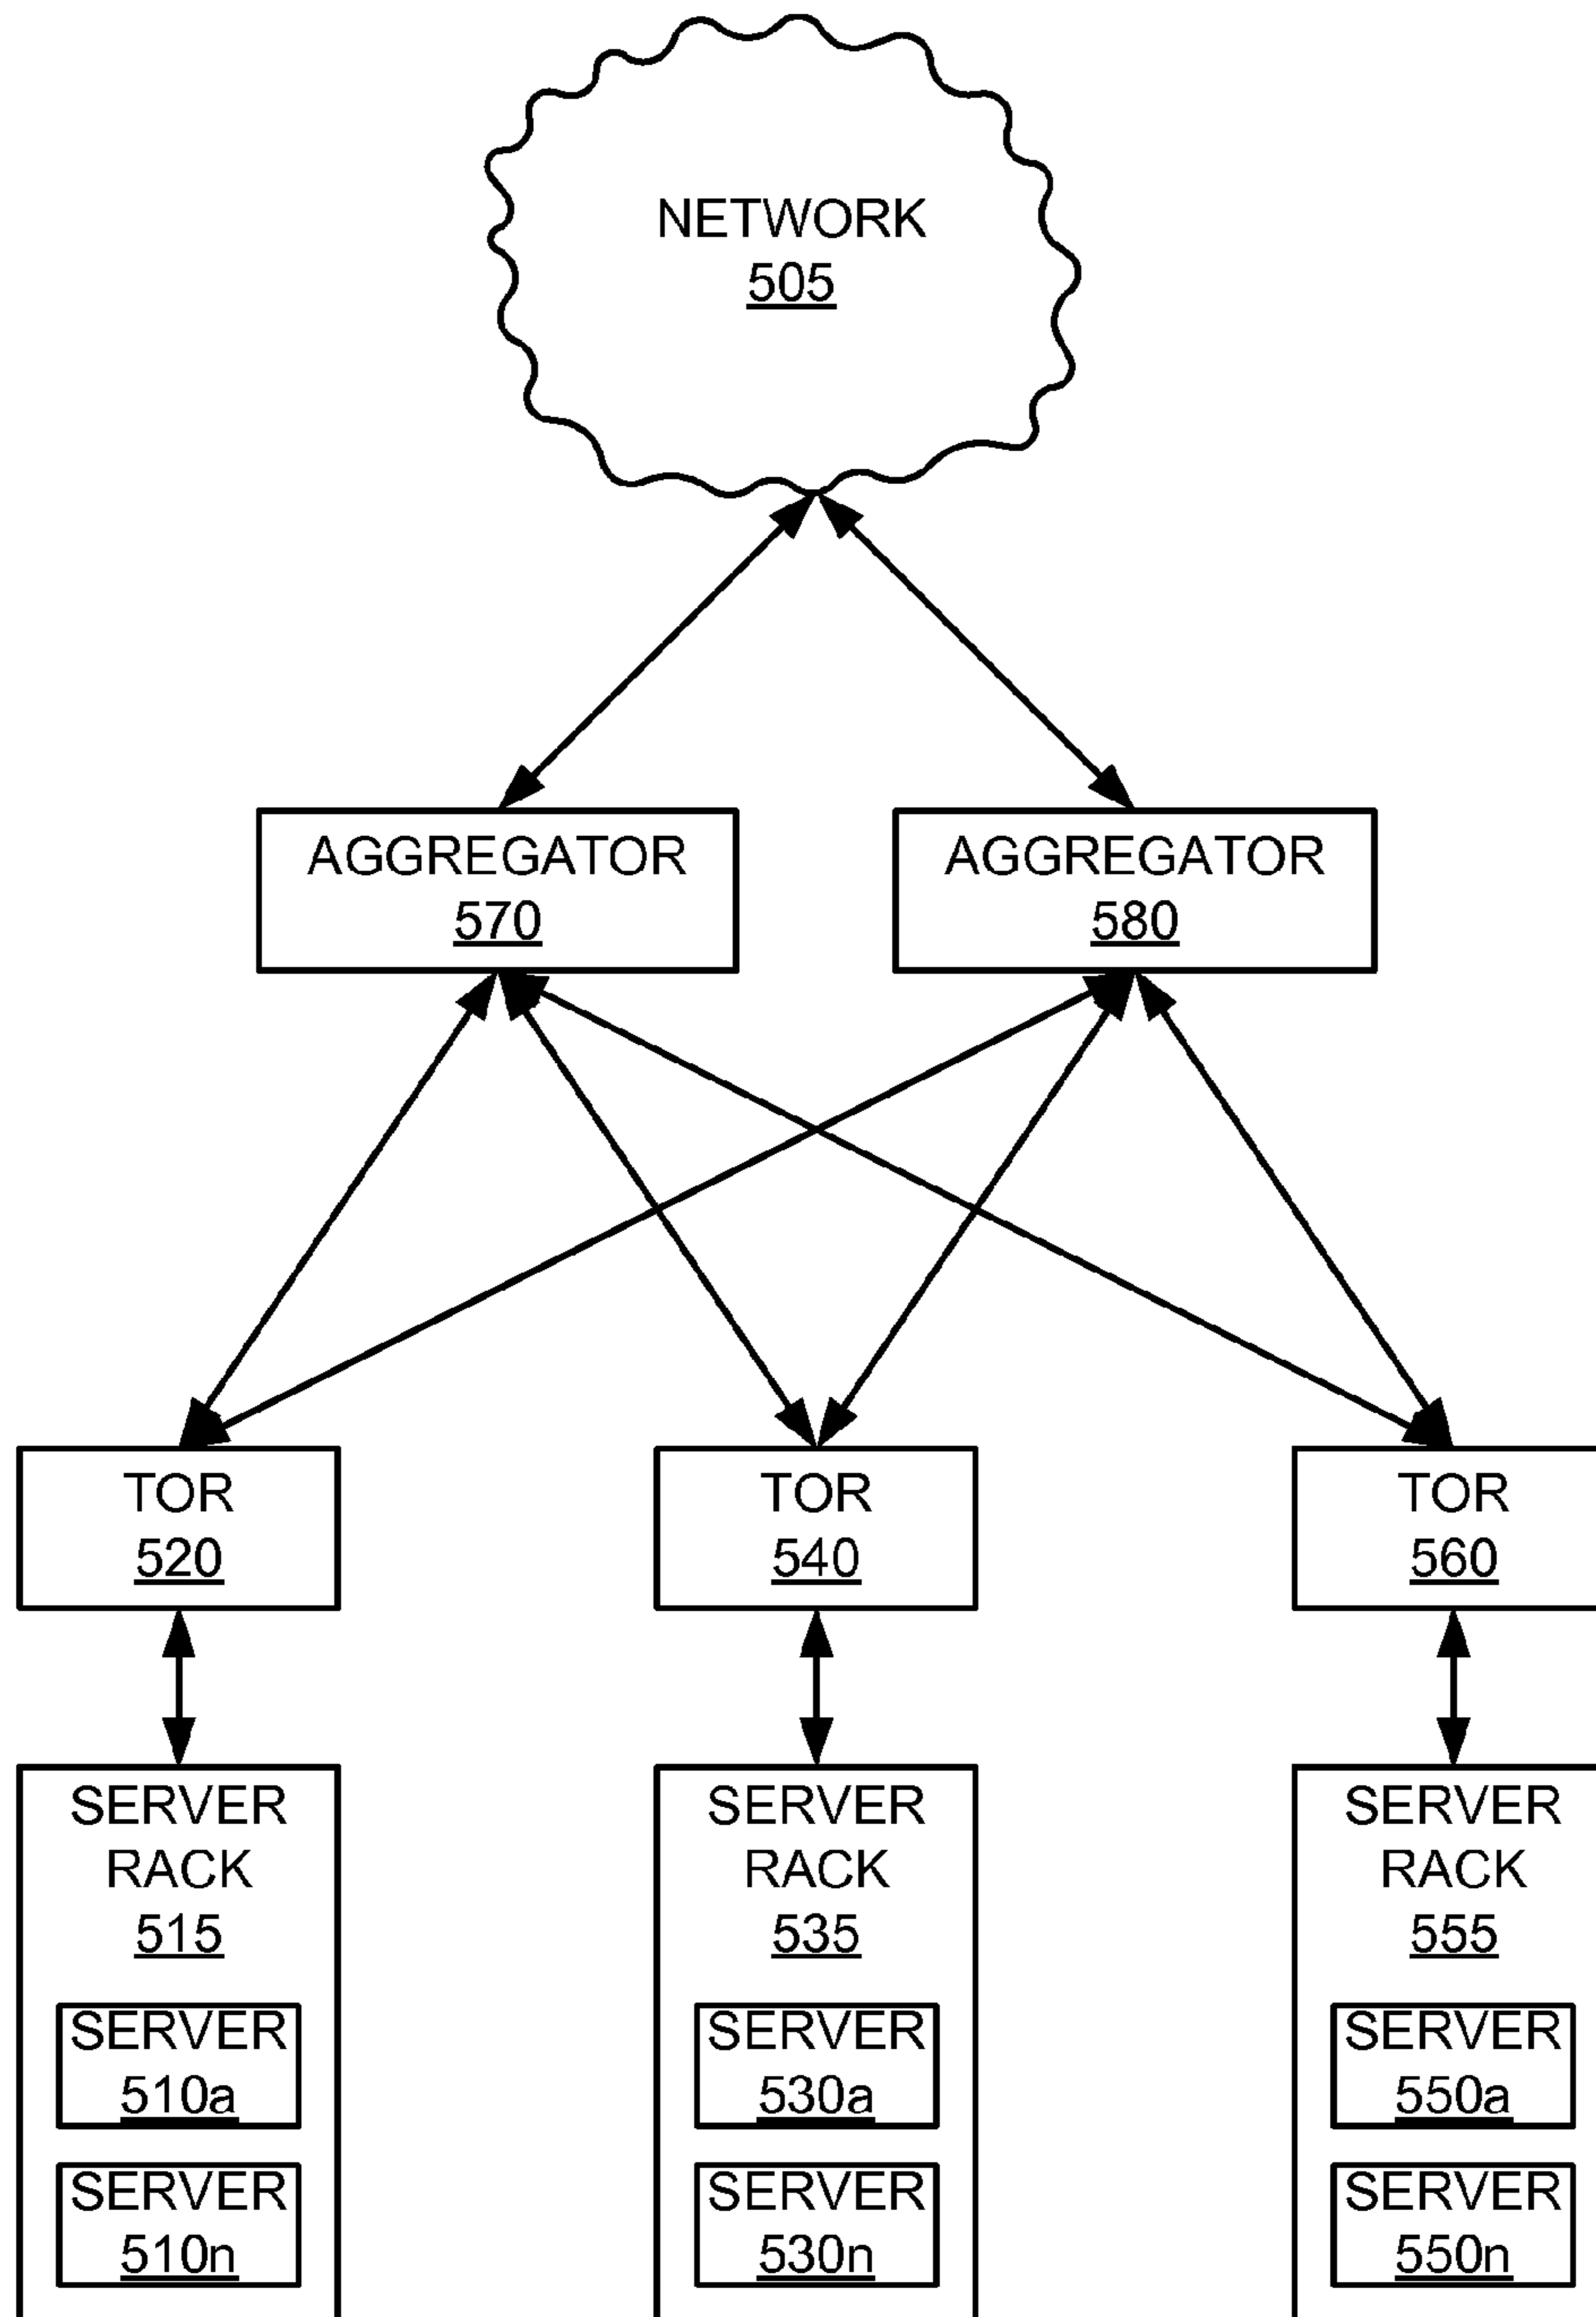 NETWORK
505
AGGREGATOR
570
AGGREGATOR
580
TOR
520
TOR
540
TOR
560
SERVER
RACK
515
SERVER
510a
SERVER
510n
SERVER
RACK
535
SERVER
530a
SERVER
530n
SERVER
RACK
555
SERVER
550a
SERVER
550n